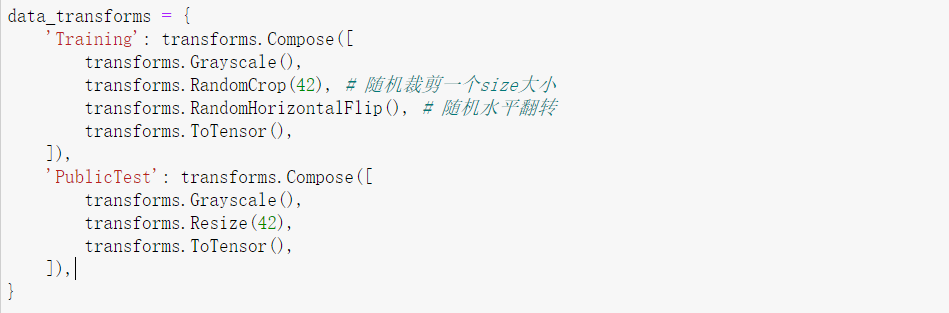 data_transforms = {
    'Training': transforms.Compose([
        transforms.Grayscale(),
        transforms.RandomCrop(42), # 随机裁剪一个size大小
        transforms.RandomHorizontalFlip(), # 随机水平翻转
        transforms.ToTensor(),
    ]),
    'PublicTest': transforms.Compose([
        transforms.Grayscale(),
        transforms.Resize(42),
        transforms.ToTensor(),
    ]),
}